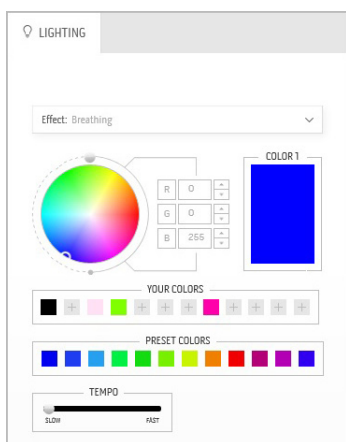 LIGHTING
Effect: Breathing
COLOR 1
R 0
G 0
B 255
YOUR COLORS
PRESET COLORS
TEMPO
SLOW FAST